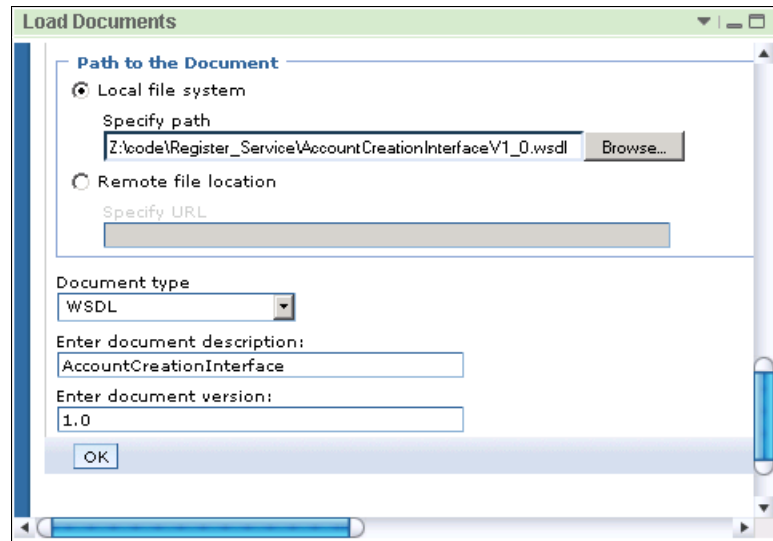 Load Documents
Path to the Document
Local file system
Specify path
Z:\code\Register_Service\AccountCreationInterfaceV1_0.wsdl Browse...
Remote file location
Specify URL
Document type
WSDL
Enter document description:
AccountCreationInterface
Enter document version:
1.0
OK